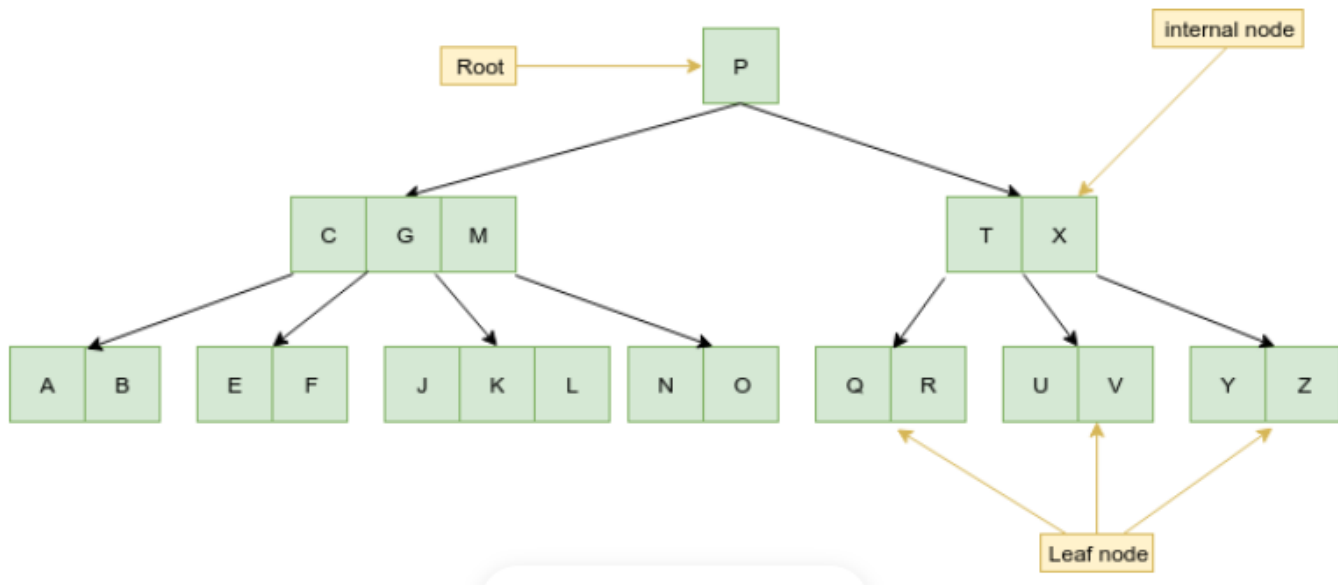 internal node
Root
P
C G M
T X
A B
E F
J K L
N O
Q R
U V
Y Z
Leaf node